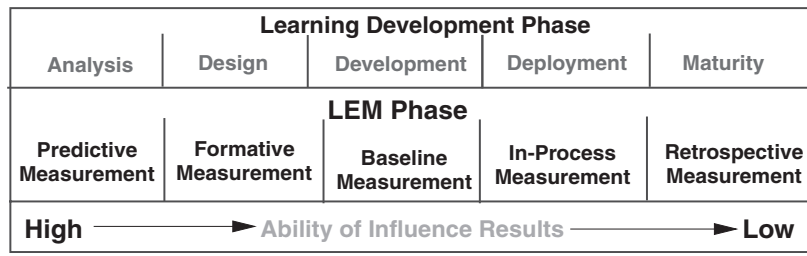 Learning Development Phase
Analysis Design Development Deployment Maturity
LEM Phase
Predictive Measurement
Formative Measurement
Baseline Measurement
In-Process Measurement
Retrospective Measurement
High Ability of Influence Results Low